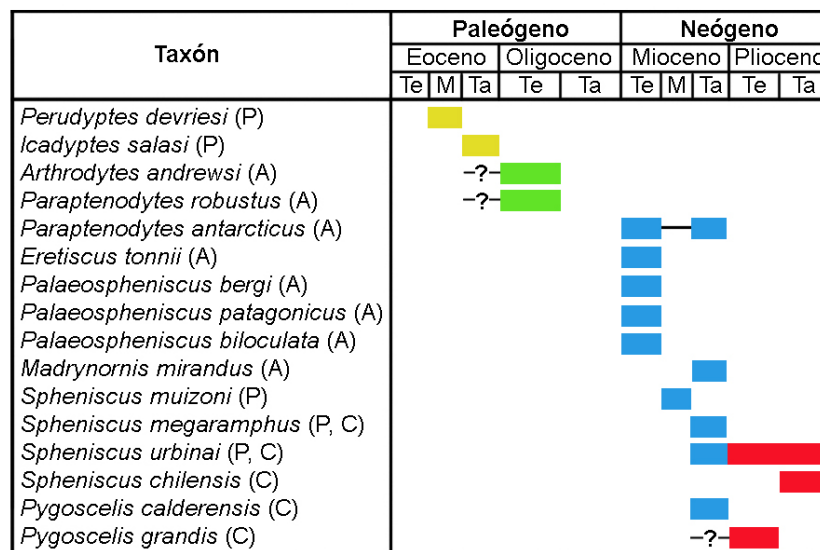 Taxón Paleógeno Neógeno
Eoceno Oligoceno Mioceno Plioceno
Te M Ta Te Ta Te M Ta Te Ta
Perudyptes devriesi (P)
Icadyptes salasi (P)
Arthrodytes andrewsi (A) ?
Paraptenodytes robustus (A) ?
Paraptenodytes antarcticus (A)
Eretiscus tonnii (A)
Palaeospheniscus bergi (A)
Palaeospheniscus patagonicus (A)
Palaeospheniscus biloculata (A)
Madrynornis mirandus (A)
Spheniscus muizoni (P)
Spheniscus megaramphus (P, C)
Spheniscus urbinai (P, C)
Spheniscus chilensis (C)
Pygoscelis calderensis (C)
Pygoscelis grandis (C) ?